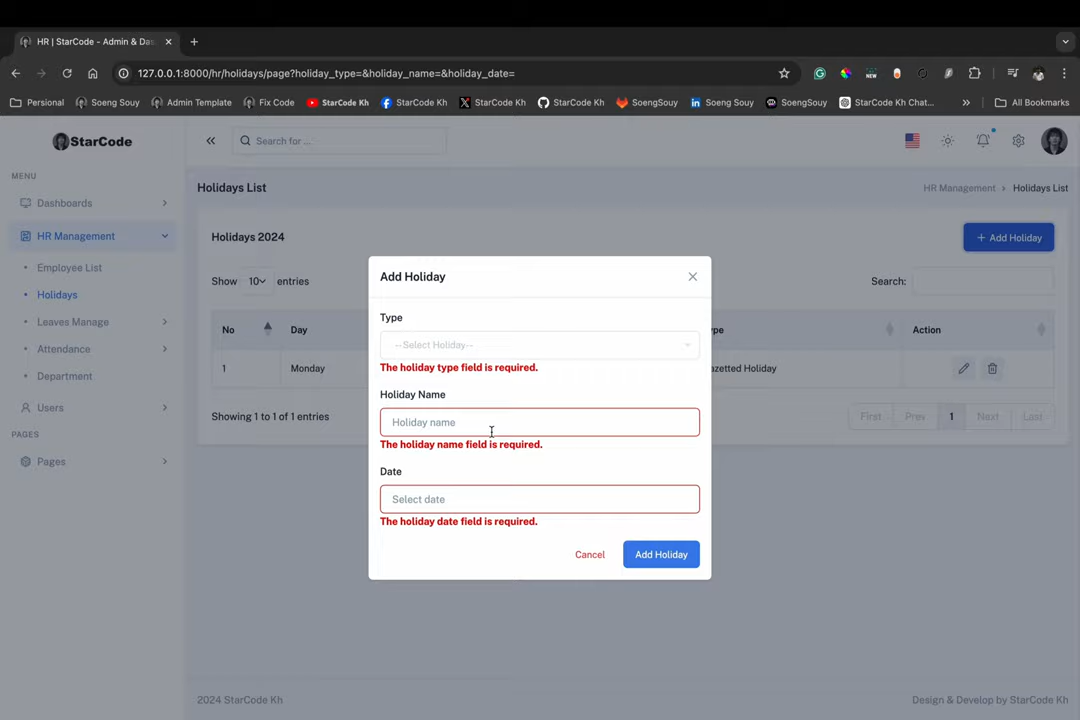 HR | StarCode - Admin & Das
127.0.0.1:8000/hr/holidays/page?holiday_type=&holiday_name=&holiday_date=
NEW
Personal
Soeng Souy
Admin Template
Fix Code
StarCode Kh
StarCode Kh
StarCode Kh
StarCode Kh
SoengSouy
Soeng Souy
SoengSouy
StarCode Kh Chat...
»
All Bookmarks
StarCode
Search for ...
MENU
Dashboards
HR Management
Employee List
Holidays
Leaves Manage
Attendance
Department
Users
PAGES
Pages
Holidays List
HR Management
Holidays List
Holidays 2024
+ Add Holiday
Show 10 entries
Search:
No
Day
ype
Action
1
Monday
azetted Holiday
Showing 1 to 1 of 1 entries
First
Prev
1
Next
Last
Add Holiday
Type
--Select Holiday--
The holiday type field is required.
Holiday Name
Holiday name
The holiday name field is required.
Date
Select date
The holiday date field is required.
Cancel
Add Holiday
2024 StarCode Kh
Design & Develop by StarCode Kh